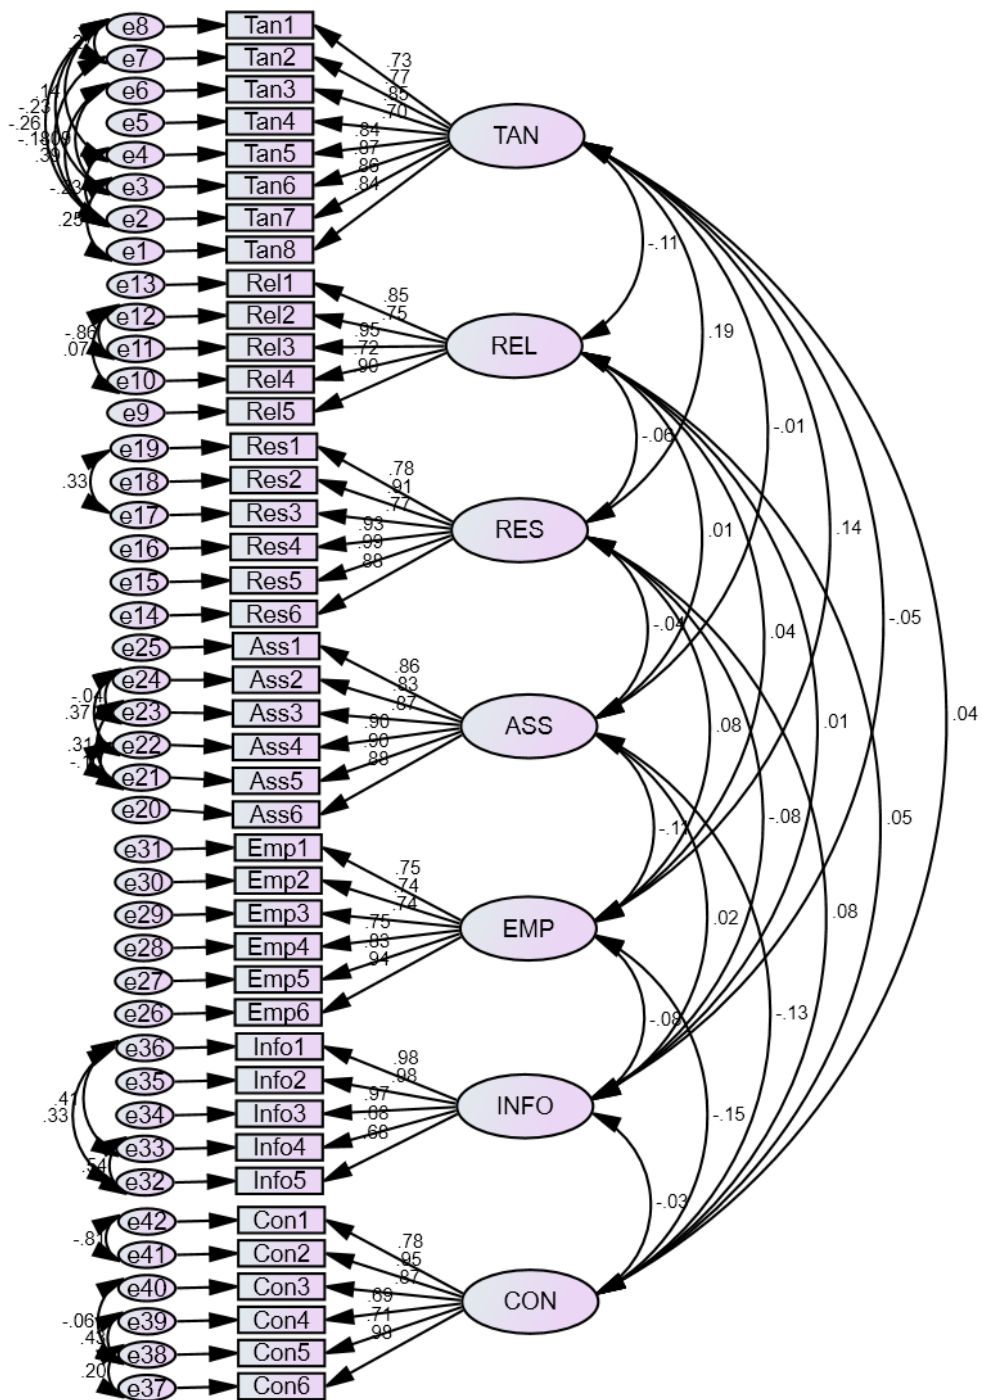 e8 Tan1
e7 Tan2
e6 Tan3
e5 Tan4
e4 Tan5
e3 Tan6
e2 Tan7
e1 Tan8
.73
.77
.85
.70
.84
.87
.86
.84
TAN
.14
-.23
-.26
.39
.25
e13 Rel1
e12 Rel2
e11 Rel3
e10 Rel4
e9 Rel5
-.86
.07
.85
.75
.95
.72
.90
REL
e19 Res1
e18 Res2
e17 Res3
e16 Res4
e15 Res5
e14 Res6
.33
.78
.91
.77
.93
.99
.88
RES
e25 Ass1
e24 Ass2
e23 Ass3
e22 Ass4
e21 Ass5
e20 Ass6
-.04
.37
.31
.86
.83
.87
.90
.90
.88
ASS
e31 Emp1
e30 Emp2
e29 Emp3
e28 Emp4
e27 Emp5
e26 Emp6
.75
.74
.74
.75
.83
.94
EMP
e36 Info1
e35 Info2
e34 Info3
e33 Info4
e32 Info5
.41
.33
.54
.98
.98
.97
.68
INFO
e42 Con1
e41 Con2
e40 Con3
e39 Con4
e38 Con5
e37 Con6
-.81
-.06
.43
.20
.78
.95
.87
.71
.98
CON
-.11
.19
-.01
.14
-.05
.04
-.06
.01
.04
.01
.05
-.04
.08
-.08
.08
-.11
.02
-.13
-.08
-.15
-.03